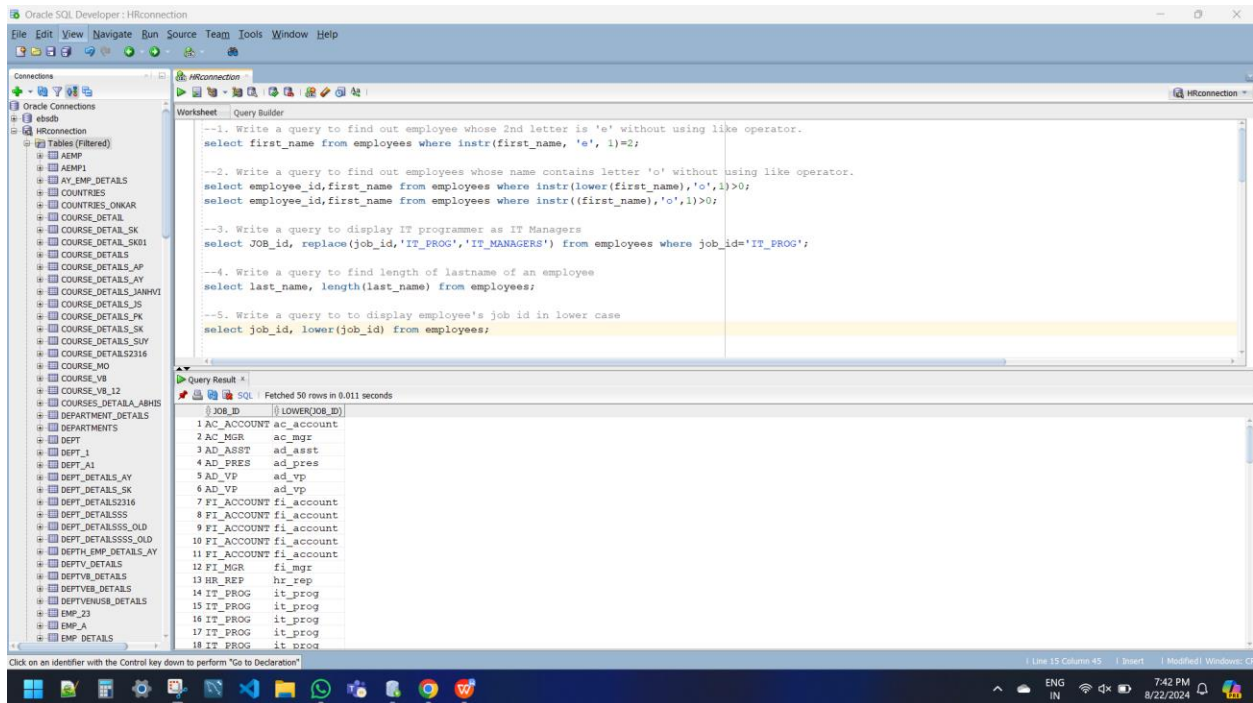 Oracle SQL Developer : HRconnection
File Edit View Navigate Run Source Team Tools Window Help
Connections
Oracle Connections
ebsdb
HRconnection
Tables (Filtered)
AEMP
AEMP1
AY_EMP_DETAILS
COUNTRIES
COUNTRIES_ONKAR
COURSE_DETAIL
COURSE_DETAIL_SK
COURSE_DETAIL_SK01
COURSE_DETAILS
COURSE_DETAILS_AP
COURSE_DETAILS_AY
COURSE_DETAILS_JANHVI
COURSE_DETAILS_JS
COURSE_DETAILS_PK
COURSE_DETAILS_SK
COURSE_DETAILS_SUY
COURSE_DETAILS2316
COURSE_MO
COURSE_VB
COURSE_VB_12
COURSES_DETAILA_ABHIS
DEPARTMENT_DETAILS
DEPARTMENTS
DEPT
DEPT_1
DEPT_A1
DEPT_DETAILS_AY
DEPT_DETAILS_SK
DEPT_DETAILS2316
DEPT_DETAILSSS
DEPT_DETAILSSS_OLD
DEPT_DETAILSSSS_OLD
DEPTH_EMP_DETAILS_AY
DEPTV_DETAILS
DEPTVB_DETAILS
DEPTVEB_DETAILS
DEPTVENUSB_DETAILS
EMP_23
EMP_A
EMP_DETAILS
HRconnection
HRconnection
Worksheet Query Builder
--1. Write a query to find out employee whose 2nd letter is 'e' without using like operator.
select first_name from employees where instr(first_name, 'e', 1)=2;
--2. Write a query to find out employees whose name contains letter 'o' without using like operator.
select employee_id,first_name from employees where instr(lower(first_name),'o',1)>0;
select employee_id,first_name from employees where instr((first_name),'o',1)>0;
--3. Write a query to display IT programmer as IT Managers
select JOB_id, replace(job_id,'IT_PROG','IT_MANAGERS') from employees where job_id='IT_PROG';
--4. Write a query to find length of lastname of an employee
select last_name, length(last_name) from employees;
--5. Write a query to to display employee's job id in lower case
select job_id, lower(job_id) from employees;
Query Result
SQL | Fetched 50 rows in 0.011 seconds
JOB_ID LOWER(JOB_ID)
1 AC_ACCOUNT ac_account
2 AC_MGR ac_mgr
3 AD_ASST ad_asst
4 AD_PRES ad_pres
5 AD_VP ad_vp
6 AD_VP ad_vp
7 FI_ACCOUNT fi_account
8 FI_ACCOUNT fi_account
9 FI_ACCOUNT fi_account
10 FI_ACCOUNT fi_account
11 FI_ACCOUNT fi_account
12 FI_MGR fi_mgr
13 HR_REP hr_rep
14 IT_PROG it_prog
15 IT_PROG it_prog
16 IT_PROG it_prog
17 IT_PROG it_prog
18 IT_PROG it_prog
Click on an identifier with the Control key down to perform "Go to Declaration"
| Line 15 Column 45 | Insert | Modified| Windows:
ENG
IN
7:42 PM
8/22/2024